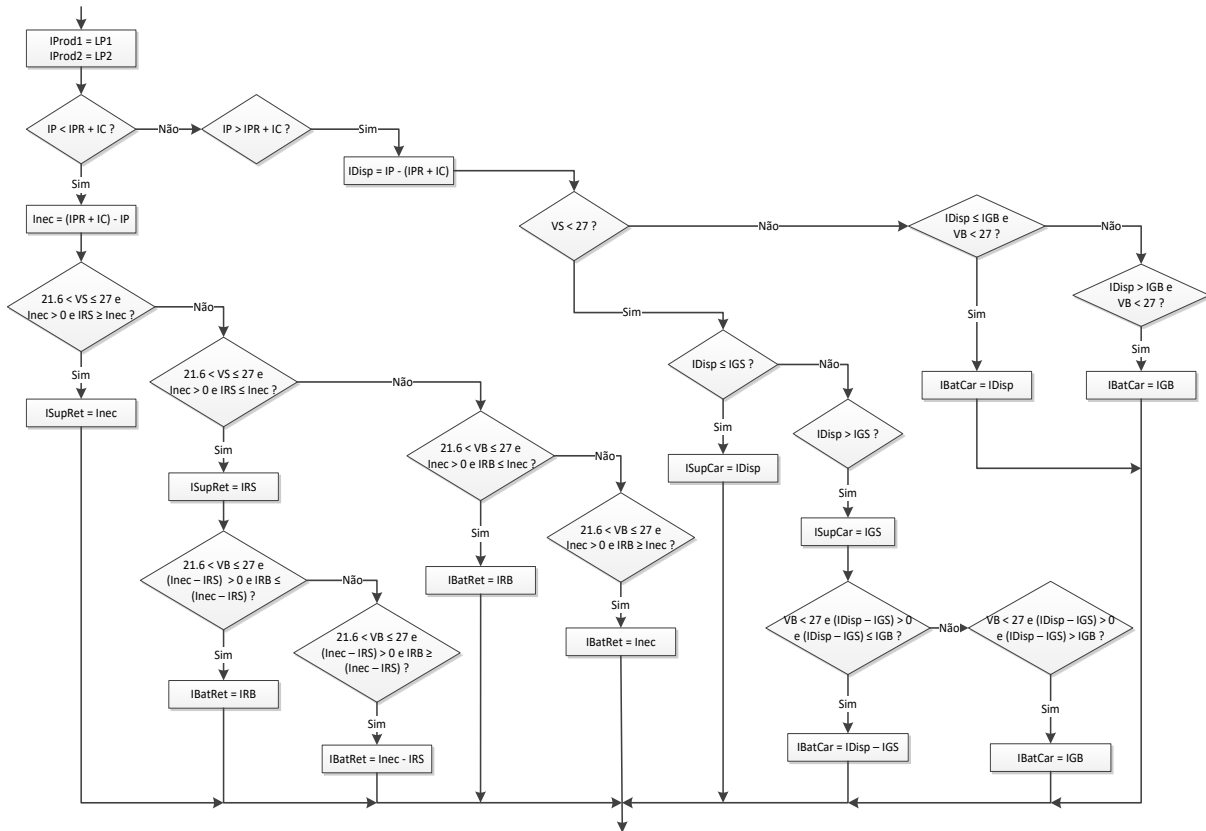 IProd1 = LP1
IProd2 = LP2
IP < IPR + IC ?
Não
IP > IPR + IC ?
Sim
IDisp = IP - (IPR + IC)
Sim
Inec = (IPR + IC) - IP
VS < 27 ?
Não
IDisp ≤ IGB e
VB < 27 ?
Não
IDisp > IGB e
VB < 27 ?
21.6 < VS ≤ 27 e
Inec > 0 e IRS ≥ Inec ?
Não
Sim
Sim
IDisp ≤ IGS ?
Não
Sim
Sim
21.6 < VS ≤ 27 e
Inec > 0 e IRS ≤ Inec ?
Não
IBatCar = IDisp
IBatCar = IGB
ISupRet = Inec
Sim
21.6 < VB ≤ 27 e
Inec > 0 e IRB ≤ Inec ?
Não
Sim
IDisp > IGS ?
ISupRet = IRS
ISupCar = IDisp
Sim
ISupCar = IGS
21.6 < VB ≤ 27 e
Inec > 0 e IRB ≥ Inec ?
Sim
21.6 < VB ≤ 27 e
(Inec – IRS) > 0 e IRB ≤
(Inec – IRS) ?
Não
IBatRet = IRB
Sim
IBatRet = Inec
21.6 < VB ≤ 27 e
(Inec – IRS) > 0 e IRB ≥
(Inec – IRS) ?
VB < 27 e (IDisp – IGS) > 0
e (IDisp – IGS) ≤ IGB ?
Não
VB < 27 e (IDisp – IGS) > 0
e (IDisp – IGS) > IGB ?
Sim
IBatRet = IRB
Sim
IBatRet = Inec - IRS
Sim
IBatCar = IDisp – IGS
Sim
IBatCar = IGB